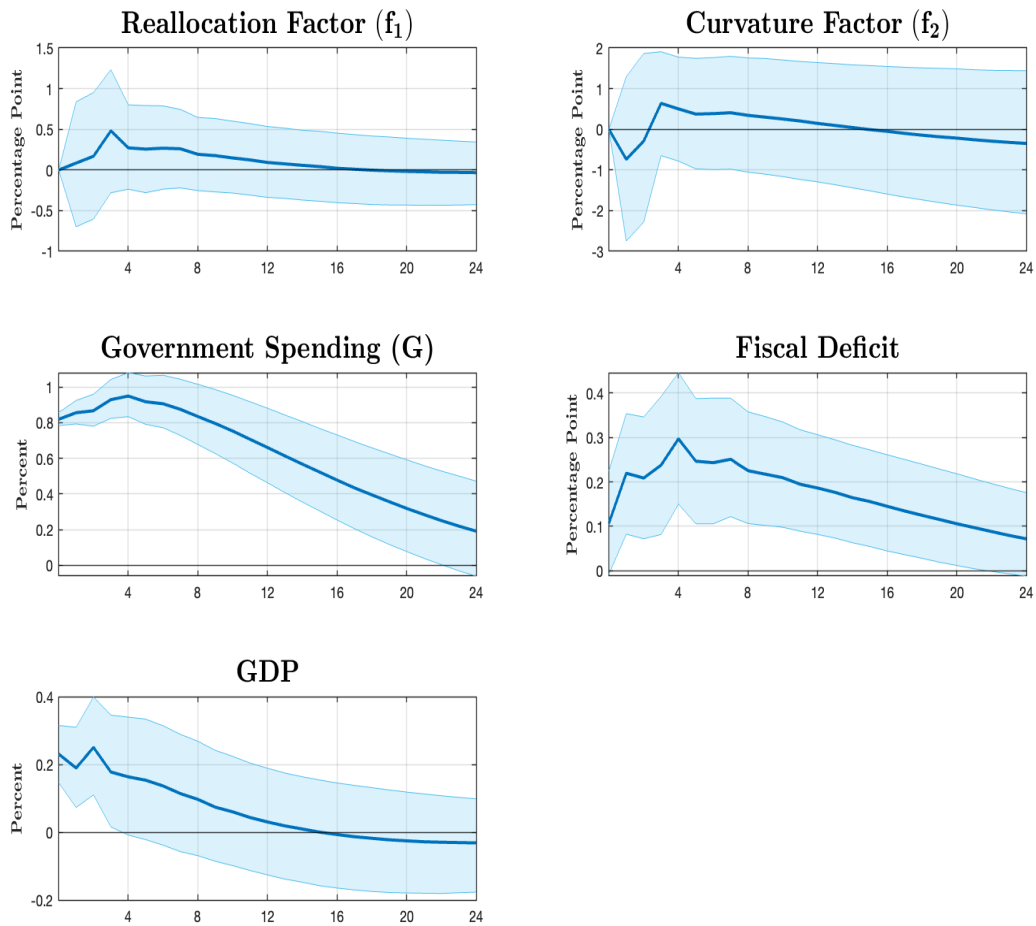 Reallocation Factor (f₁)
Percentage Point
1.5
1
0.5
0
-0.5
-1
4 8 12 16 20 24
Curvature Factor (f₂)
Percentage Point
2
1
0
-1
-2
-3
4 8 12 16 20 24
Government Spending (G)
Percent
1
0.8
0.6
0.4
0.2
0
4 8 12 16 20 24
Fiscal Deficit
Percentage Point
0.4
0.3
0.2
0.1
0
4 8 12 16 20 24
GDP
Percent
0.4
0.2
0
-0.2
4 8 12 16 20 24